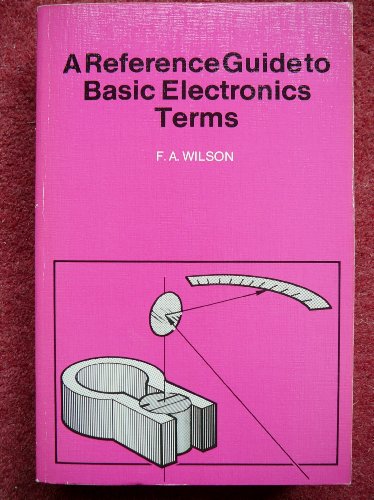 A Reference Guide to
Basic Electronics
Terms
F. A. WILSON